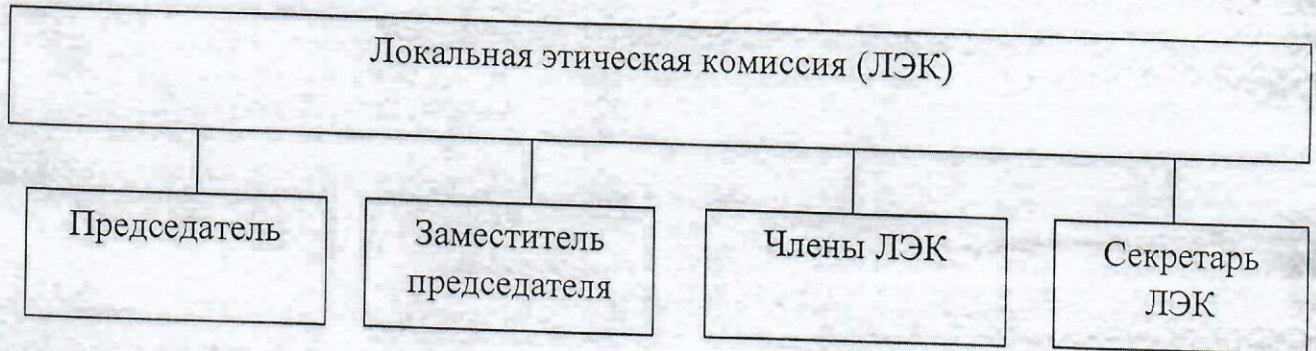 Локальная этическая комиссия (ЛЭК)
Председатель
Заместитель
председателя
Члены ЛЭК
Секретарь
ЛЭК